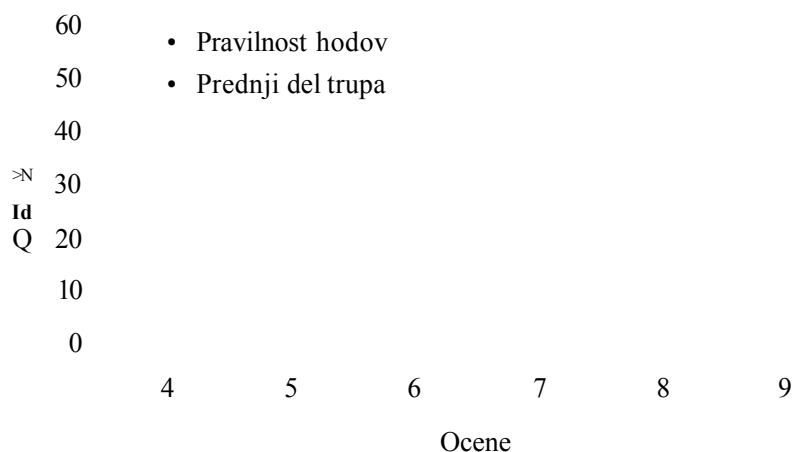 60
• Pravilnost hodov
50
• Prednji del trupa
40
>N
30
Id
Q
20
10
0
4 5 6 7 8 9
Ocene